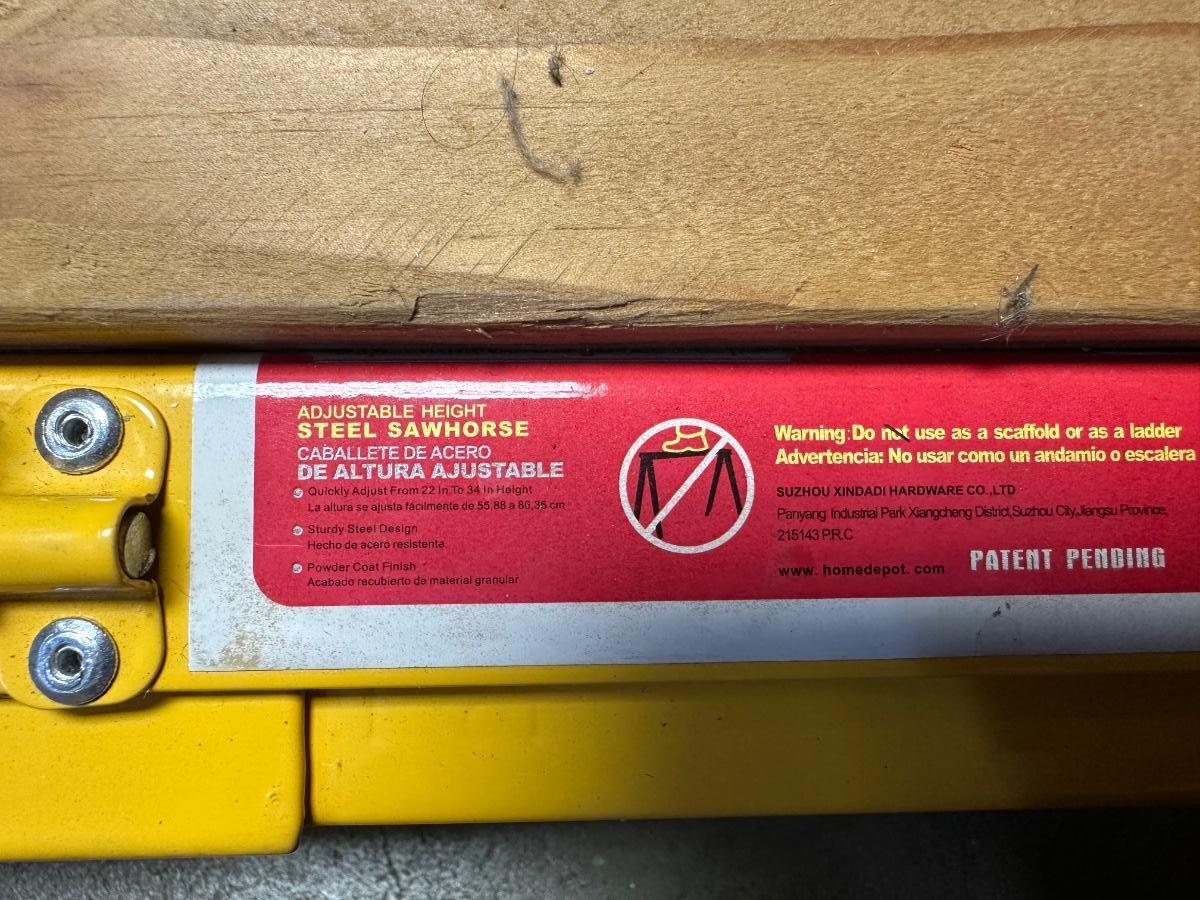 ADJUSTABLE HEIGHT
STEEL SAWHORSE
CABALLETE DE ACERO
DE ALTURA AJUSTABLE
Quickly Adjust From 22 In To 34 In Height
La altura se ajusta fácilmente de 55,88 a 86,35 cm
Sturdy Steel Design
Hecho de acero resistenta.
Powder Coat Finish
Acabado recubierto de material granular
Warning:Do not use as a scaffold or as a ladder
Advertencia: No usar como un andamio o escalera
SUZHOU XINDADI HARDWARE CO.,LTD
Panyang Industrial Park Xiangcheng District,Suzhou City,Jiangsu Province,
215143 P.R.C
www. homedepot. com
PATENT PENDING